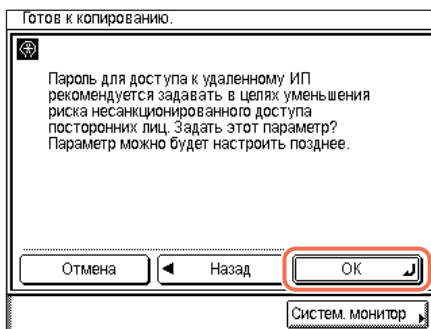 Готов к копированию.
Пароль для доступа к удаленному ИП
рекомендуется задавать в целях уменьшения
риска несанкционированного доступа
посторонних лиц. Задать этот параметр?
Параметр можно будет настроить позднее.
Отмена
Назад
OK
Систем. монитор